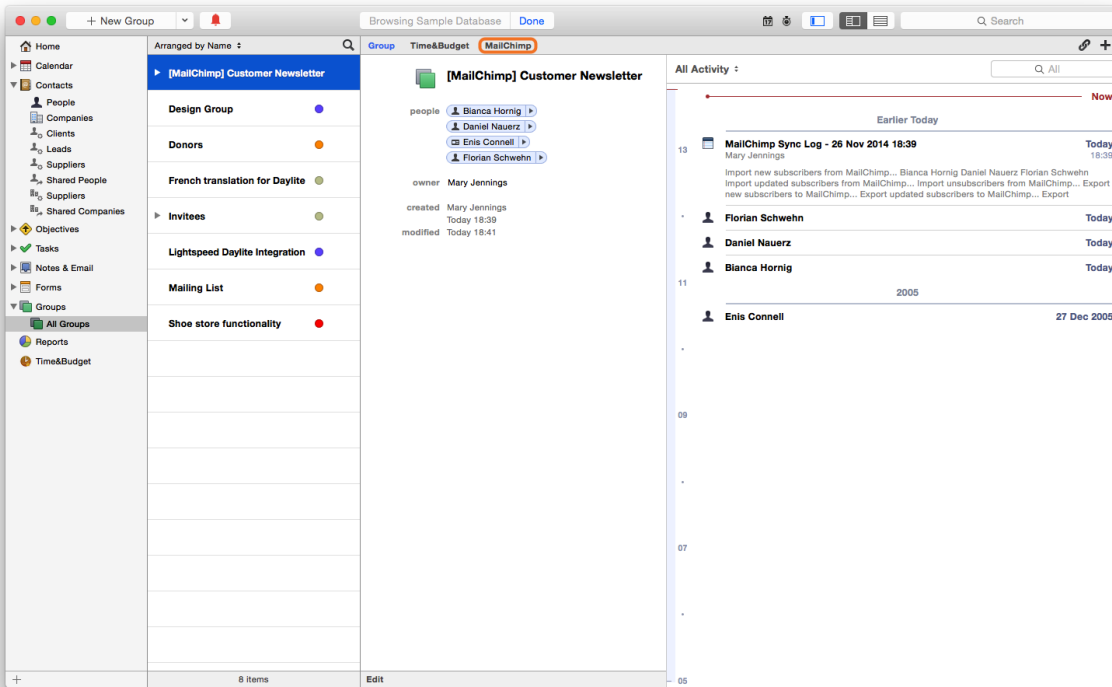 + New Group
Browsing Sample Database
Done
Search
Home
Calendar
Contacts
People
Companies
Clients
Leads
Suppliers
Shared People
Suppliers
Shared Companies
Objectives
Tasks
Notes & Email
Forms
Groups
All Groups
Reports
Time&Budget
+
Arranged by Name
[MailChimp] Customer Newsletter
Design Group
Donors
French translation for Daylite
Invitees
Lightspeed Daylite Integration
Mailing List
Shoe store functionality
8 items
Group Time&Budget MailChimp
[MailChimp] Customer Newsletter
people Bianca Hornig
Daniel Nauerz
Enis Connell
Florian Schwehn
owner Mary Jennings
created Mary Jennings
Today 18:39
modified Today 18:41
Edit
All Activity
All
Now
Earlier Today
13
MailChimp Sync Log - 26 Nov 2014 18:39 Today
Mary Jennings 18:39
Import new subscribers from MailChimp... Bianca Hornig Daniel Nauerz Florian Schwehn
Import updated subscribers from MailChimp... Import unsubscribers from MailChimp... Export
new subscribers to MailChimp... Export updated subscribers to MailChimp... Export
Florian Schwehn Today
Daniel Nauerz Today
Bianca Hornig Today
11
2005
Enis Connell 27 Dec 2005
09
07
05